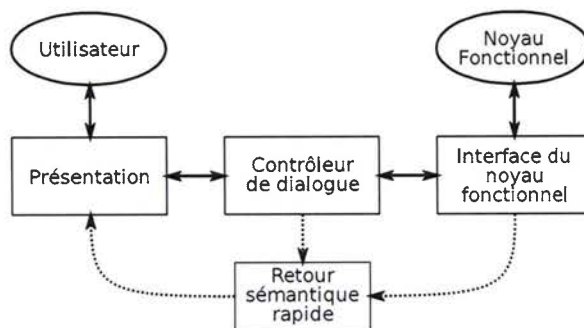 Utilisateur
Noyau
Fonctionnel
Présentation
Contrôleur
de dialogue
Interface du
noyau
fonctionnel
Retour
sémantique
rapide